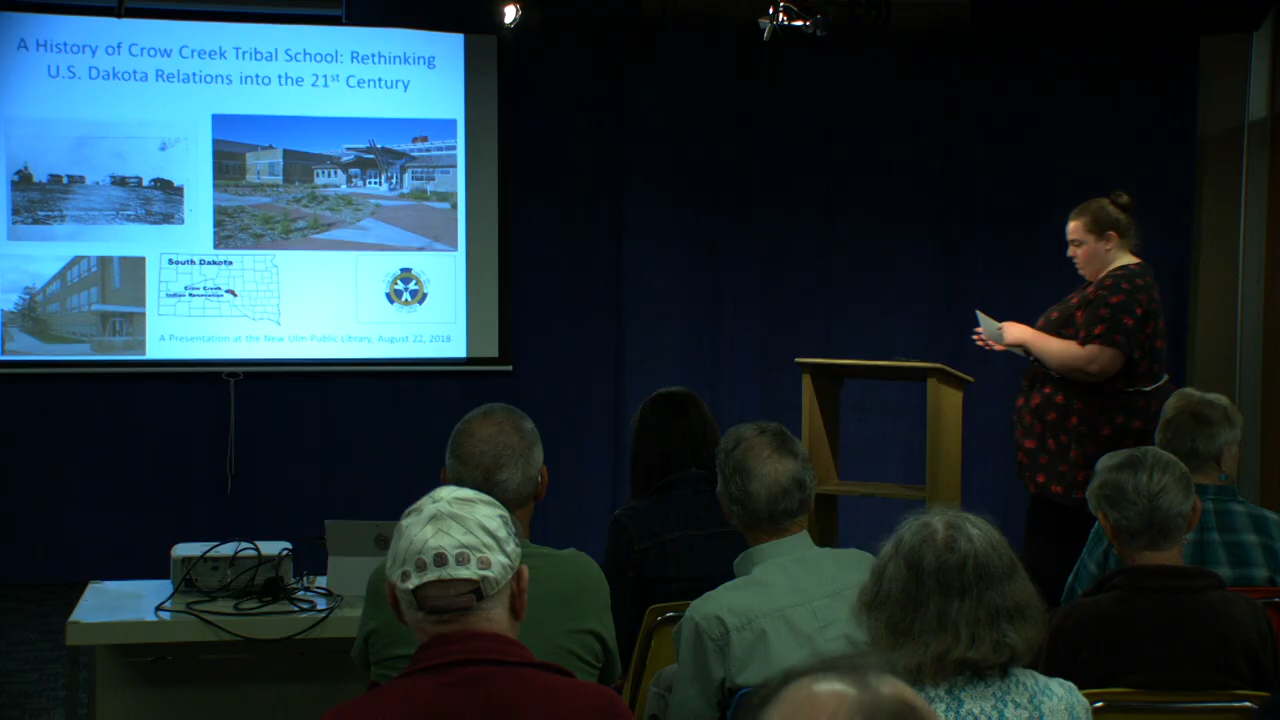 A History of Crow Creek Tribal School: Rethinking
U.S. Dakota Relations into the 21st Century
South Dakota
Crow Creek
Indian Reservation
A Presentation at the New Ulm Public Library, August 22, 2018